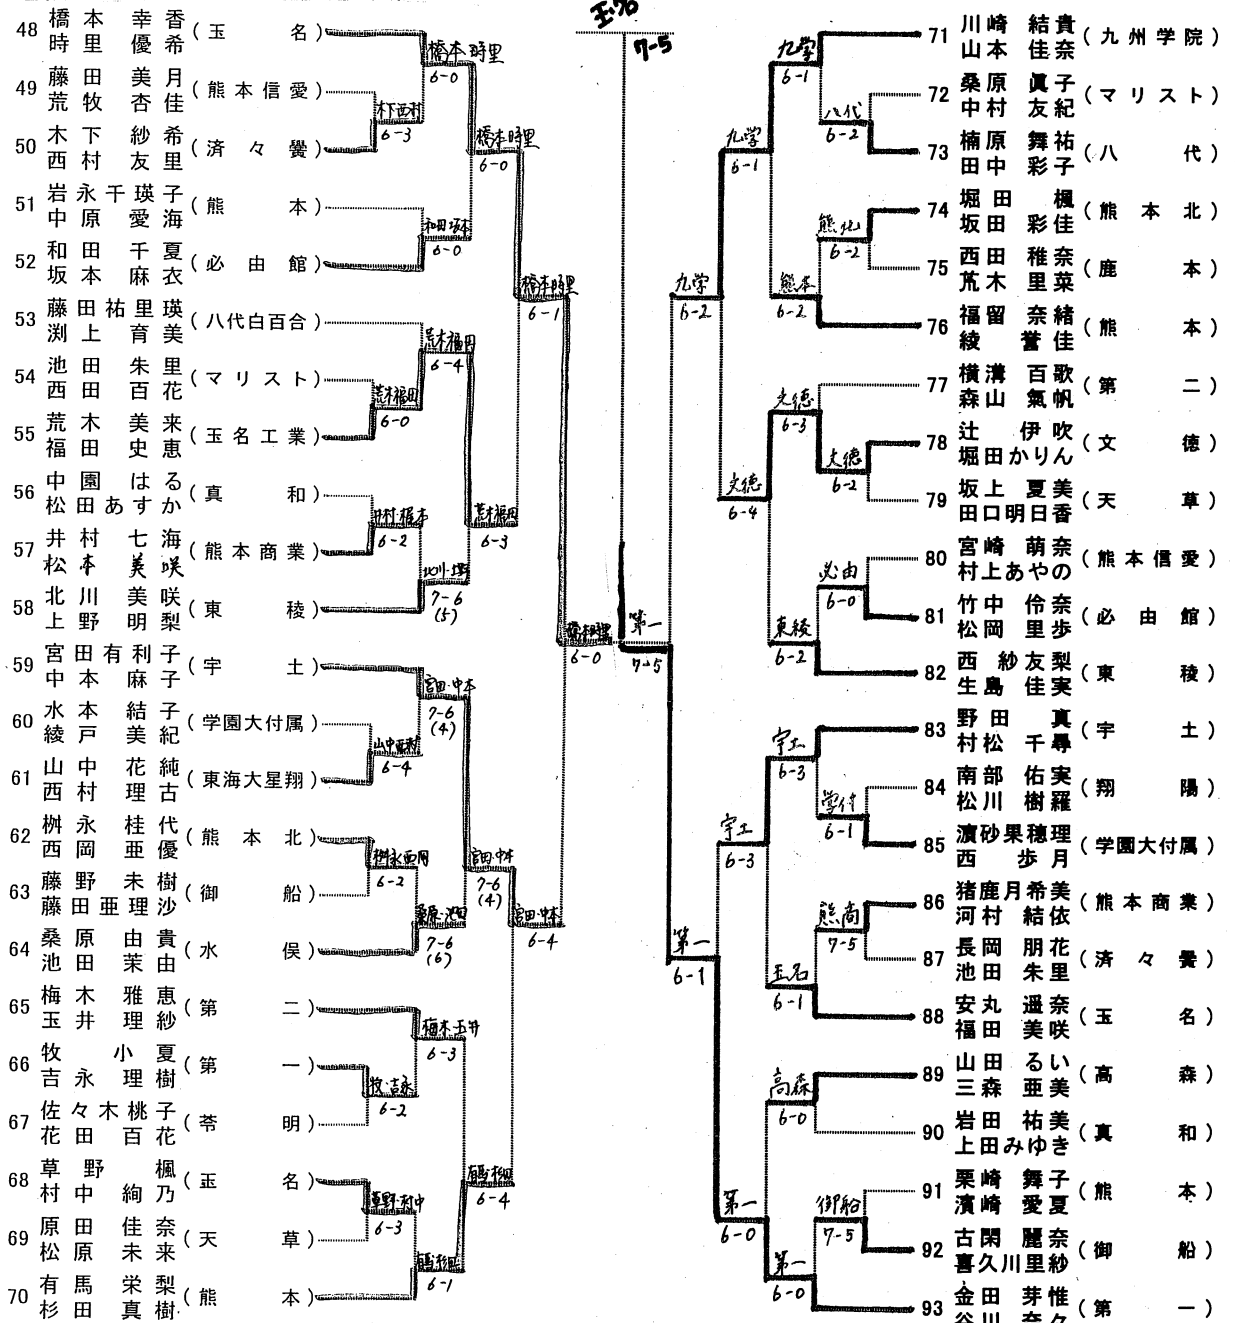 48 橋本 幸香 (玉名)
時里 優希
49 藤田 美月 (熊本信愛)
荒牧 杏佳
50 木下 紗希 (済々黌)
西村 友里
51 岩永千瑛子 (熊本)
中原 愛海
52 和田 千夏 (必由館)
坂本 麻衣
53 藤田祐里瑛 (八代白百合)
渕上 育美
54 池田 朱里 (マリスト)
西田 百花
55 荒木 美来 (玉名工業)
福田 史恵
56 中園 はる (真和)
松田あすか
57 井村 七海 (熊本商業)
松本 美咲
58 北川 美咲 (東稜)
上野 明梨
59 宮田有利子 (宇土)
中本 麻子
60 水本 結子 (学園大付属)
綾戸 美紀
61 山中 花純 (東海大星翔)
西村 理古
62 桝永 桂代 (熊本北)
西岡 亜優
63 藤野 未樹 (御船)
藤田亜理沙
64 桑原 由貴 (水俣)
池田 茉由
65 梅木 雅恵 (第二)
玉井 理紗
66 牧 小夏 (第一)
吉永 理樹
67 佐々木桃子 (苓明)
花田 百花
68 草野 楓 (玉名)
村中 絢乃
69 原田 佳奈 (天草)
松原 未来
70 有馬 栄梨 (熊本)
杉田 真樹
橋本 時里
6-0
木下 西村
6-3
橋本 時里
6-0
和田 坂本
6-0
橋本 時里
6-1
荒木 福田
6-4
荒木 福田
6-0
井村・松本
6-2
荒木 福田
6-3
北川・上野
7-6
(5)
橋本 時里
6-0
宮田・中本
7-6
(4)
山中 西村
6-4
桝永 西岡
6-2
宮田・中本
7-6
(4)
桑原・池田
7-6
(6)
宮田・中本
6-4
梅木・玉井
6-3
牧・吉永
6-2
草野・村中
6-3
有馬 杉田
6-4
有馬 杉田
6-1
玉名
7-5
第一
7-5
九学
6-1
八代
6-2
九学
6-1
熊北
6-2
九学
6-2
熊本
6-2
文徳
6-3
文徳
6-2
文徳
6-4
必由
6-0
東稜
6-2
宇土
6-3
学付
6-1
宇土
6-3
熊商
7-5
第一
6-1
玉名
6-1
高森
6-0
第一
6-0
御船
7-5
第一
6-0
71 川崎 結貴 (九州学院)
山本 佳奈
72 桑原 眞子 (マリスト)
中村 友紀
73 楠原 舞祐 (八代)
田中 彩子
74 堀田 楓 (熊本北)
坂田 彩佳
75 西田 稚奈 (鹿本)
荒木 里菜
76 福留 奈緒 (熊本)
綾 誉佳
77 横溝 百歌 (第二)
森山 氣帆
78 辻 伊吹 (文徳)
堀田かりん
79 坂上 夏美 (天草)
田口明日香
80 宮崎 萌奈 (熊本信愛)
村上あやの
81 竹中 伶奈 (必由館)
松岡 里歩
82 西 紗友梨 (東稜)
生島 佳実
83 野田 真 (宇土)
村松 千尋
84 南部 佑実 (翔陽)
松川 樹羅
85 濵砂果穂理 (学園大付属)
西 歩月
86 猪鹿月希美 (熊本商業)
河村 結依
87 長岡 朋花 (済々黌)
池田 朱里
88 安丸 遥奈 (玉名)
福田 美咲
89 山田 るい (高森)
三森 亜美
90 岩田 祐美 (真和)
上田みゆき
91 栗崎 舞子 (熊本)
濱崎 愛夏
92 古閑 麗奈 (御船)
喜久川里紗
93 金田 芽惟 (第一)
谷川 奈々